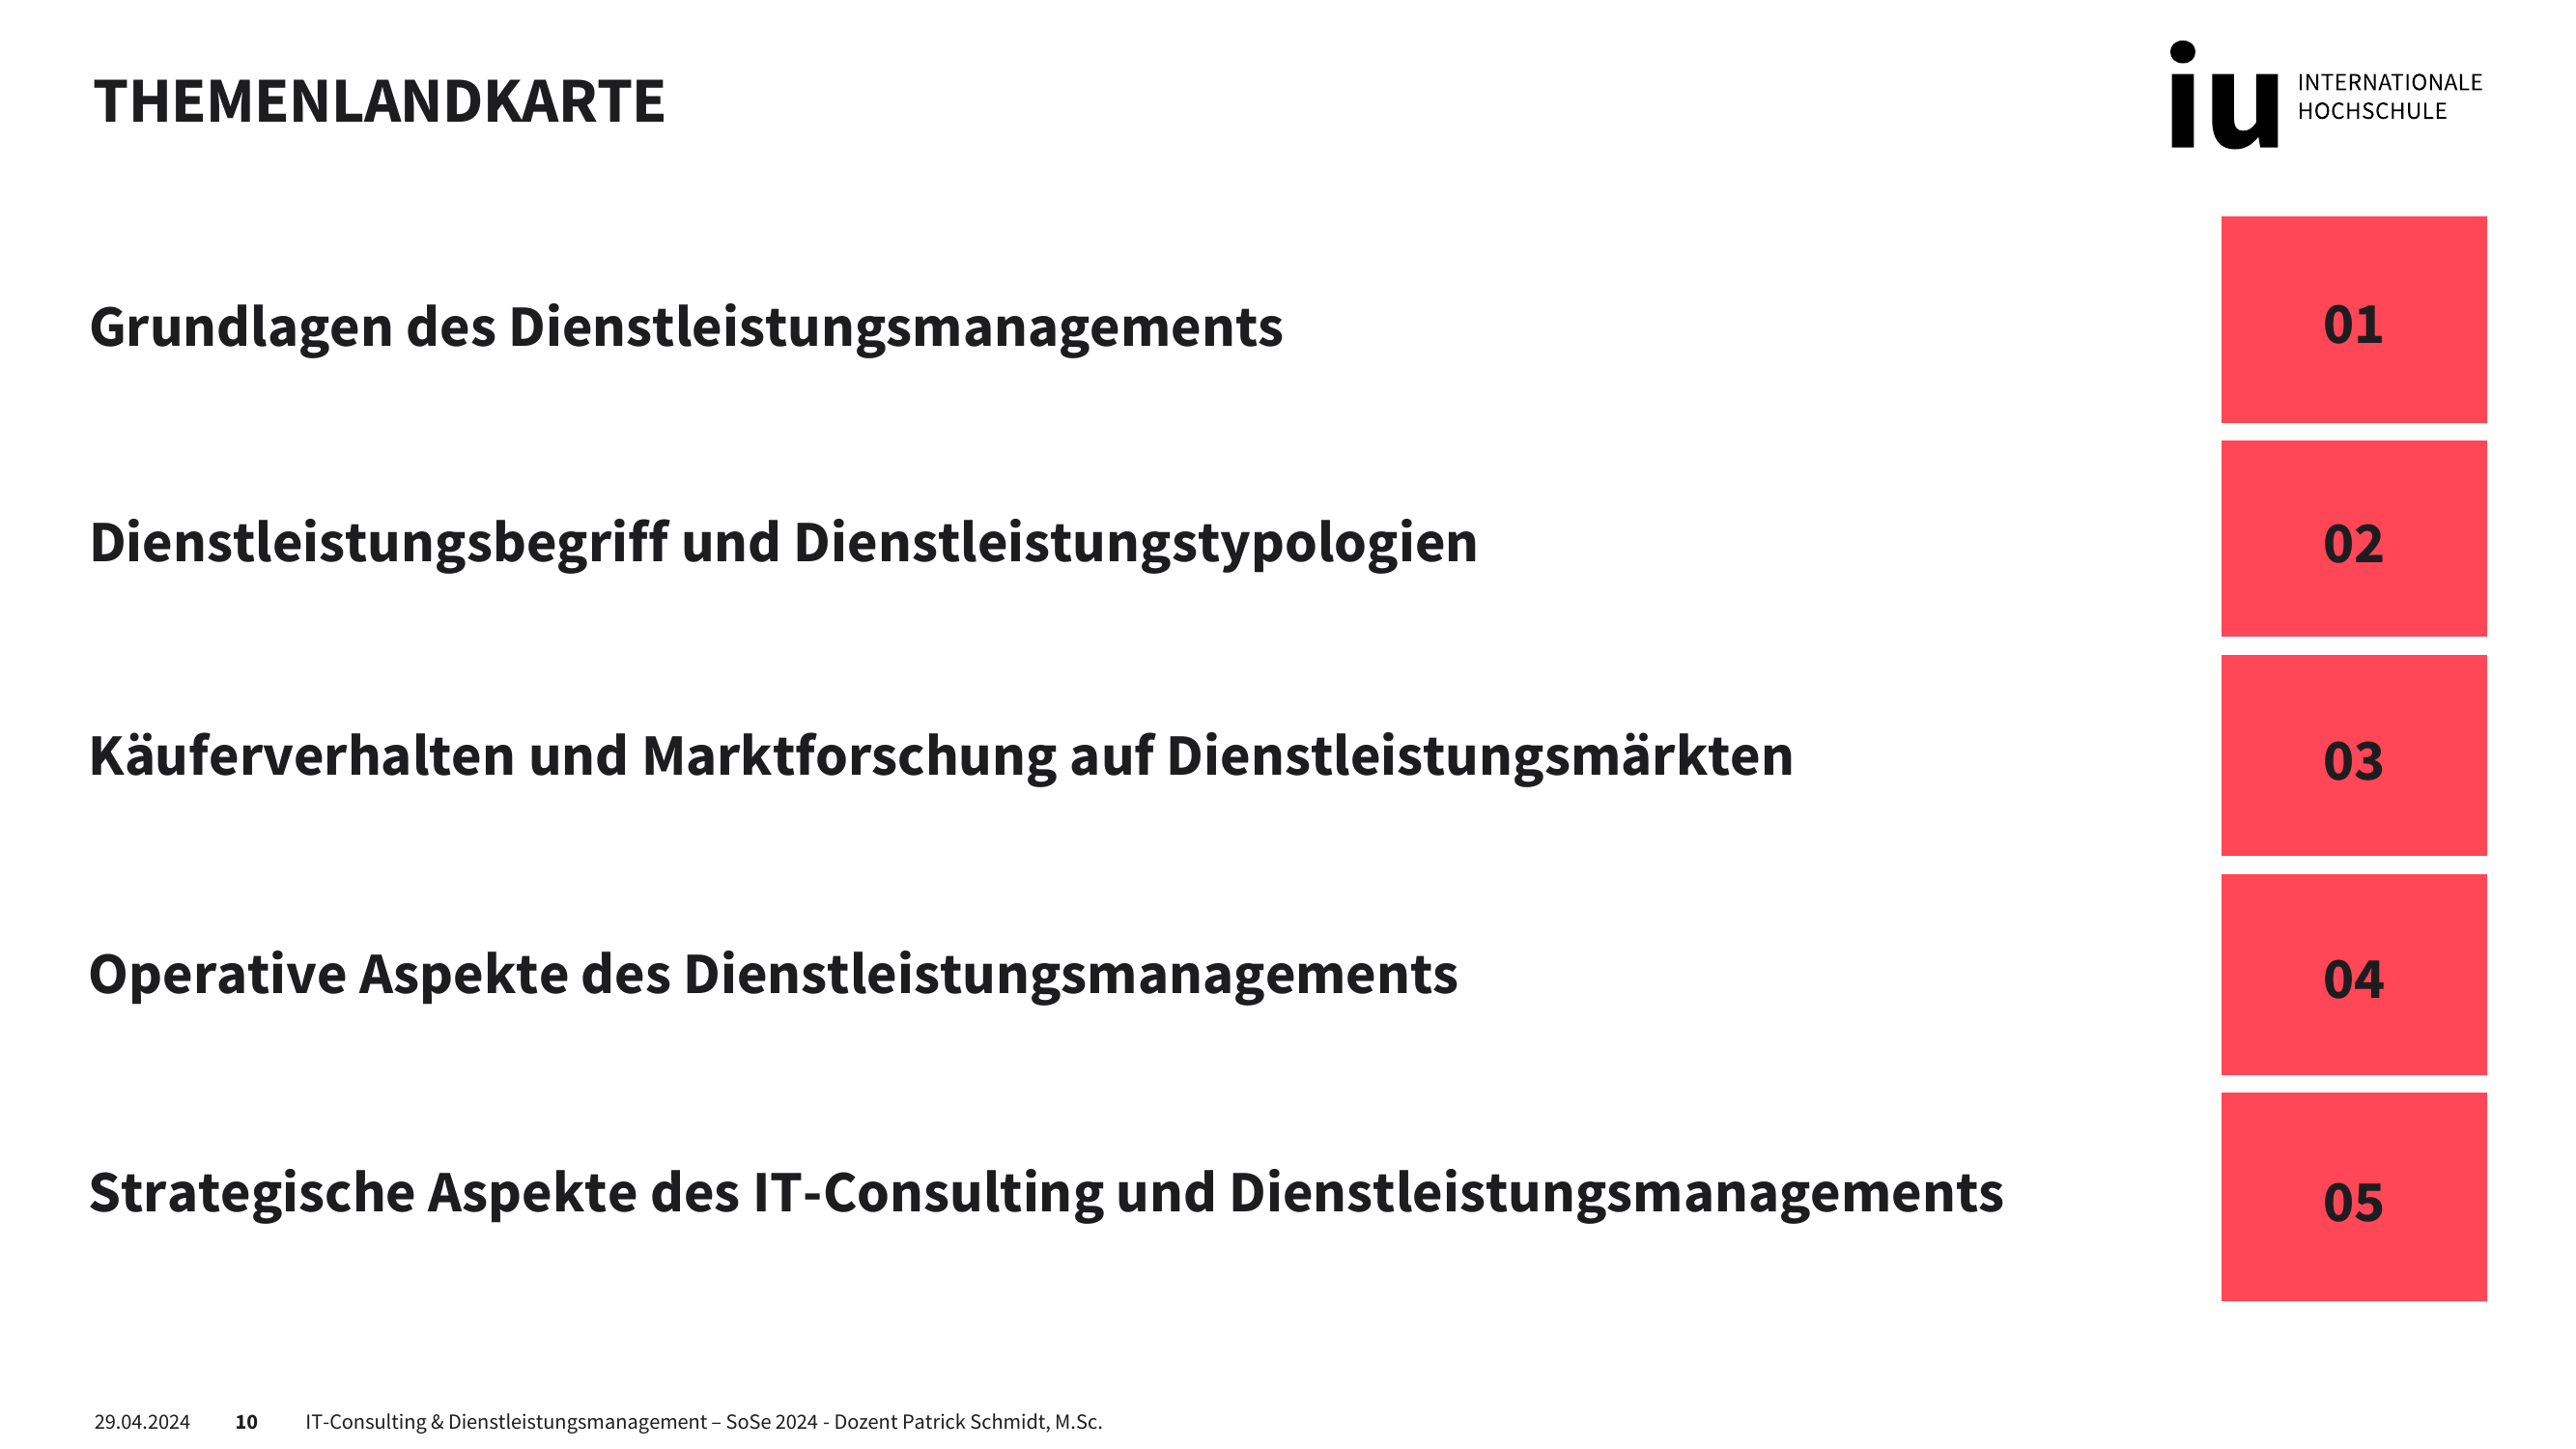 THEMENLANDKARTE
iu INTERNATIONALE
HOCHSCHULE
Grundlagen des Dienstleistungsmanagements
01
Dienstleistungsbegriff und Dienstleistungstypologien
02
Käuferverhalten und Marktforschung auf Dienstleistungsmärkten
03
Operative Aspekte des Dienstleistungsmanagements
04
Strategische Aspekte des IT-Consulting und Dienstleistungsmanagements
05
29.04.2024 10 IT-Consulting & Dienstleistungsmanagement – SoSe 2024 - Dozent Patrick Schmidt, M.Sc.